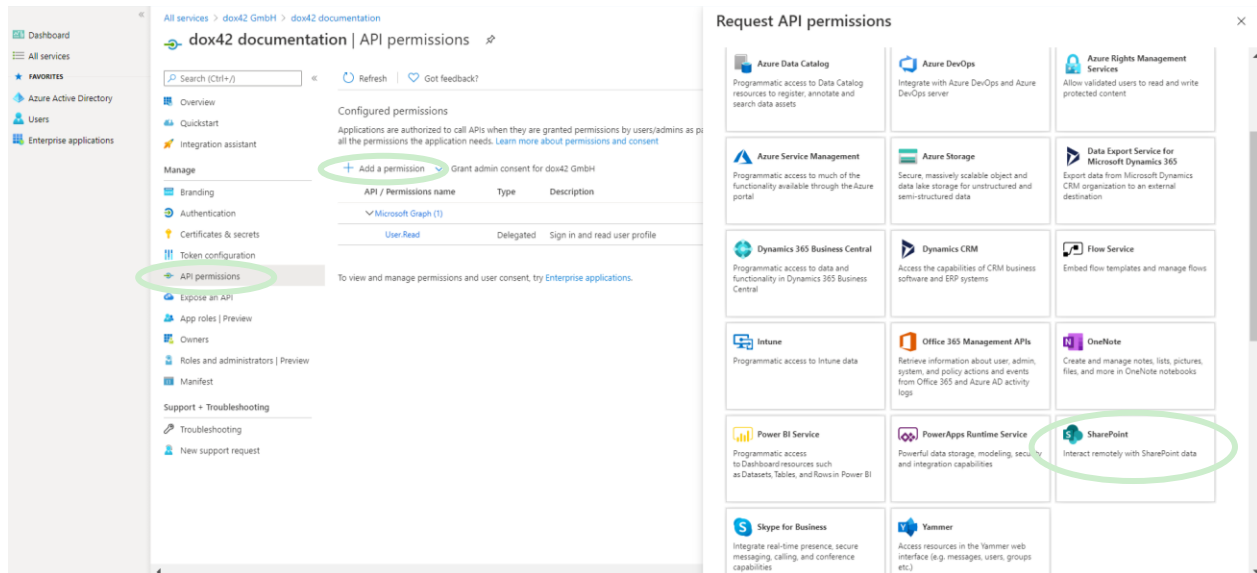 «
Dashboard
All services
FAVORITES
Azure Active Directory
Users
Enterprise applications
All services > dox42 GmbH > dox42 documentation
dox42 documentation | API permissions
Search (Ctrl+/)
«
Overview
Quickstart
Integration assistant
Manage
Branding
Authentication
Certificates & secrets
Token configuration
API permissions
Expose an API
App roles | Preview
Owners
Roles and administrators | Preview
Manifest
Support + Troubleshooting
Troubleshooting
New support request
Refresh
Got feedback?
Configured permissions
Applications are authorized to call APIs when they are granted permissions by users/admins as pa
all the permissions the application needs. Learn more about permissions and consent
+ Add a permission ✓ Grant admin consent for dox42 GmbH
API / Permissions name Type Description
Microsoft Graph (1)
User.Read Delegated Sign in and read user profile
To view and manage permissions and user consent, try Enterprise applications.
Request API permissions
Azure Data Catalog
Programmatic access to Data Catalog
resources to register, annotate and
search data assets
Azure DevOps
Integrate with Azure DevOps and Azure
DevOps server
Azure Rights Management
Services
Allow validated users to read and write
protected content
Azure Service Management
Programmatic access to much of the
functionality available through the Azure
portal
Azure Storage
Secure, massively scalable object and
data lake storage for unstructured and
semi-structured data
Data Export Service for
Microsoft Dynamics 365
Export data from Microsoft Dynamics
CRM organization to an external
destination
Dynamics 365 Business Central
Programmatic access to data and
functionality in Dynamics 365 Business
Central
Dynamics CRM
Access the capabilities of CRM business
software and ERP systems
Flow Service
Embed flow templates and manage flows
Intune
Programmatic access to Intune data
Office 365 Management APIs
Retrieve information about user, admin,
system, and policy actions and events
from Office 365 and Azure AD activity
logs
OneNote
Create and manage notes, lists, pictures,
files, and more in OneNote notebooks
Power BI Service
Programmatic access
to Dashboard resources such
as Datasets, Tables, and Rows in Power BI
PowerApps Runtime Service
Powerful data storage, modeling, security
and integration capabilities
SharePoint
Interact remotely with SharePoint data
Skype for Business
Integrate real-time presence, secure
messaging, calling, and conference
capabilities
Yammer
Access resources in the Yammer web
interface (e.g. messages, users, groups
etc.)